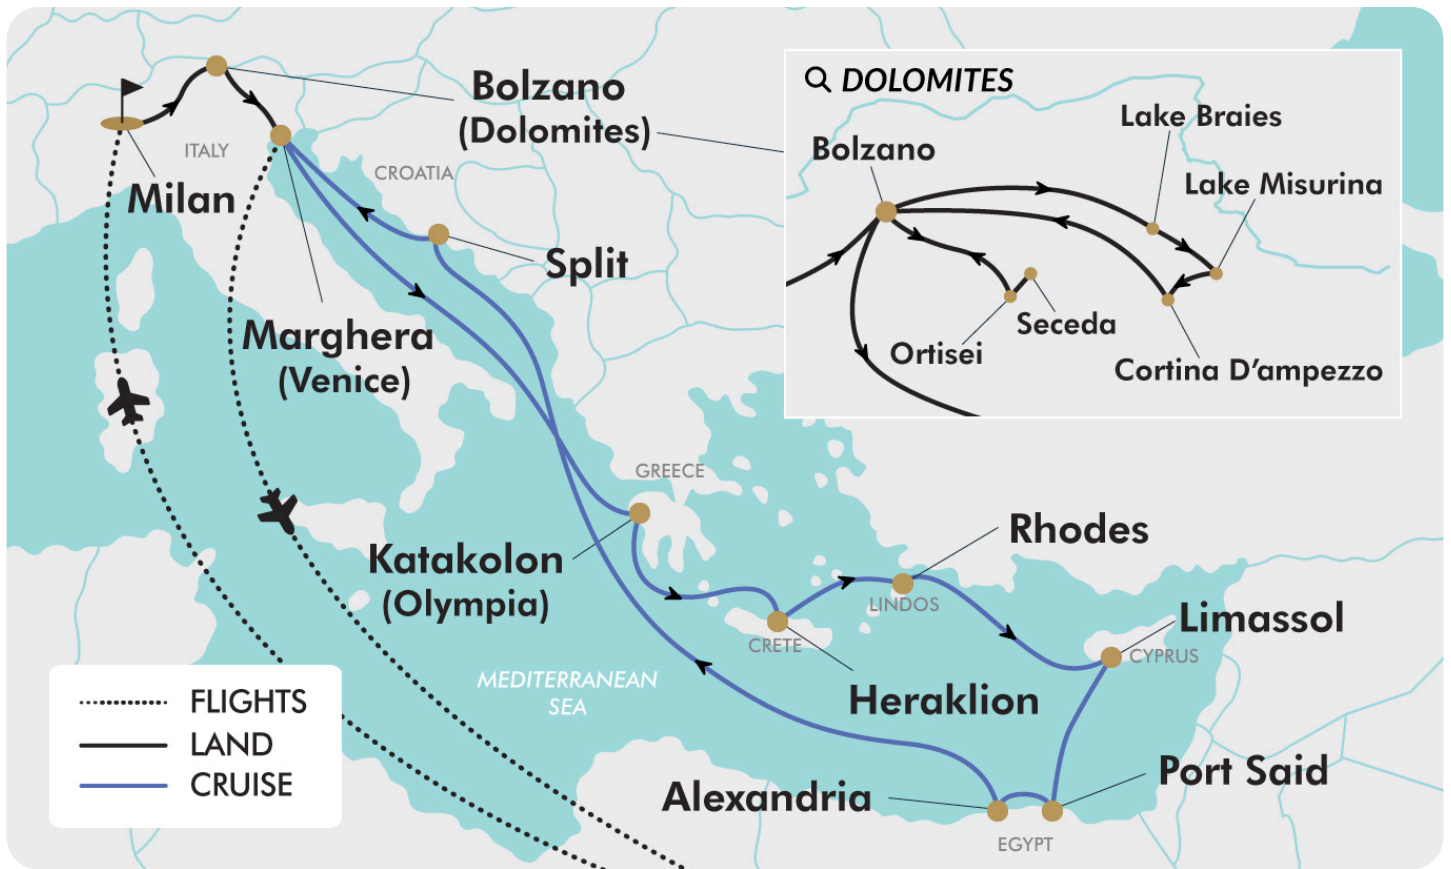 Bolzano
(Dolomites)
ITALY
CROATIA
Milan
Split
Marghera
(Venice)
DOLOMITES
Lake Braies
Bolzano
Lake Misurina
Seceda
Ortisei
Cortina D'ampezzo
GREECE
Katakolon
(Olympia)
Rhodes
LINDOS
Limassol
CYPRUS
CRETE
Heraklion
MEDITERRANEAN
SEA
Port Said
Alexandria
EGYPT
FLIGHTS
LAND
CRUISE